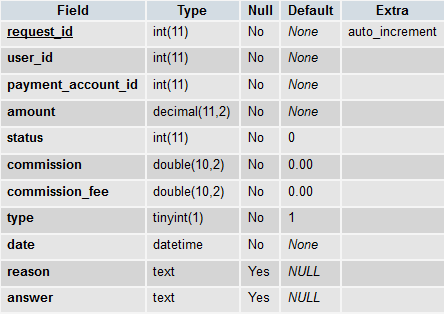 Field Type Null Default Extra
request_id int(11) No None auto_increment
user_id int(11) No None
payment_account_id int(11) No None
amount decimal(11,2) No None
status int(11) No 0
commission double(10,2) No 0.00
commission_fee double(10,2) No 0.00
type tinyint(1) No 1
date datetime No None
reason text Yes NULL
answer text Yes NULL